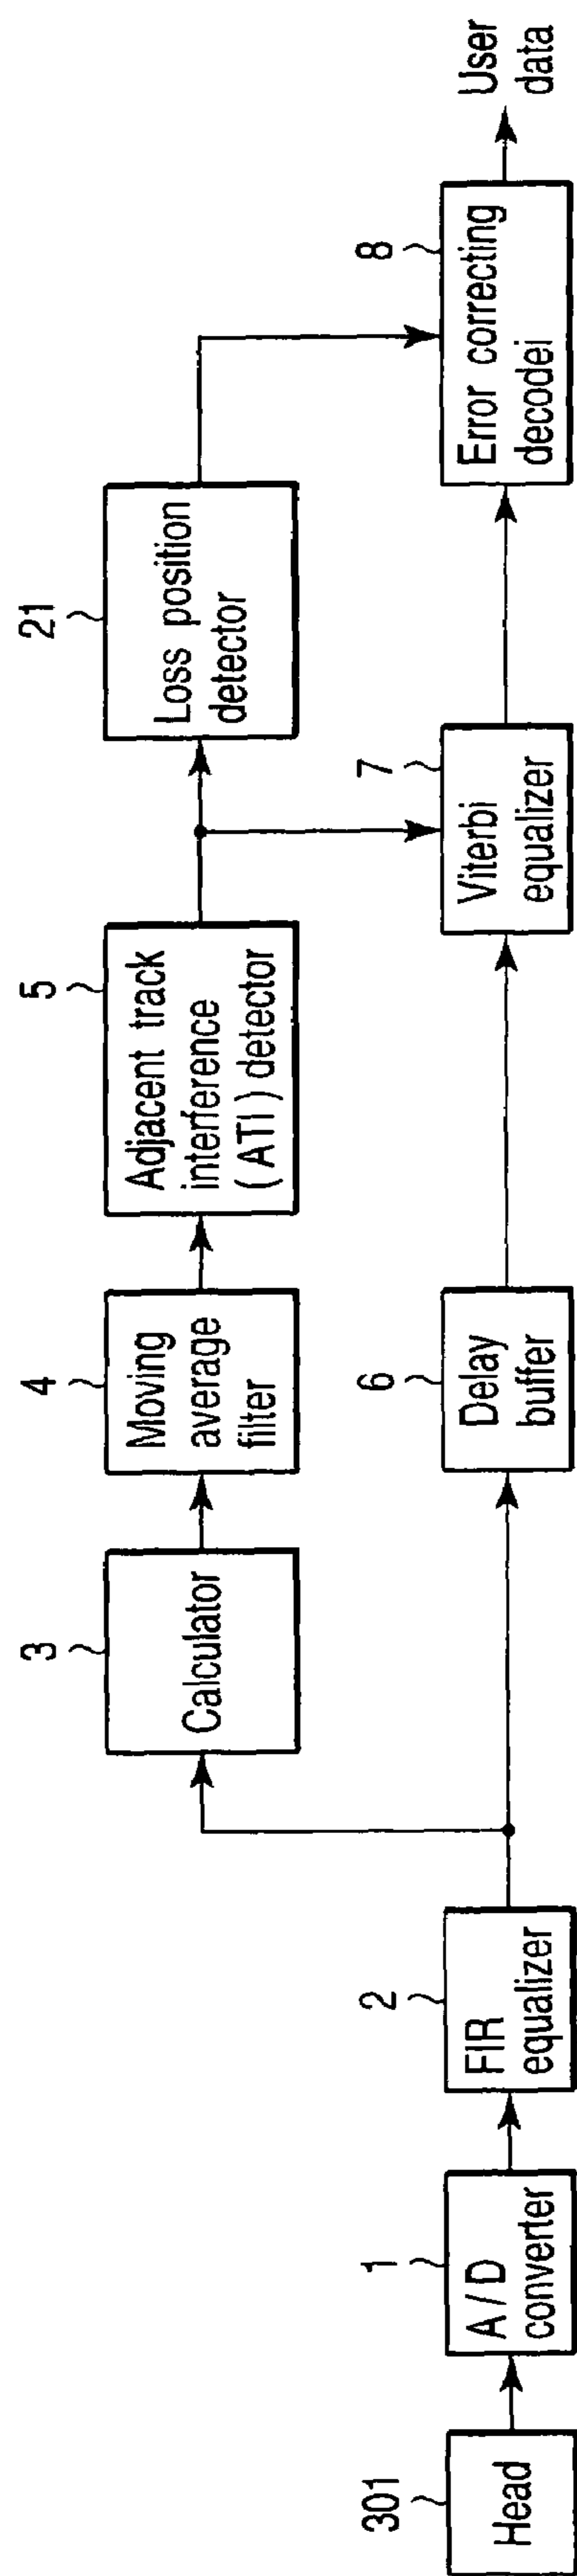 301
Head
1
A / D
converter
2
FIR
equalizer
3
Calculator
4
Moving
average
filter
5
Adjacent track
interference
( ATI ) detector
6
Delay
buffer
21
Loss position
detector
7
Viterbi
equalizer
8
Error correcting
decodei
User
data